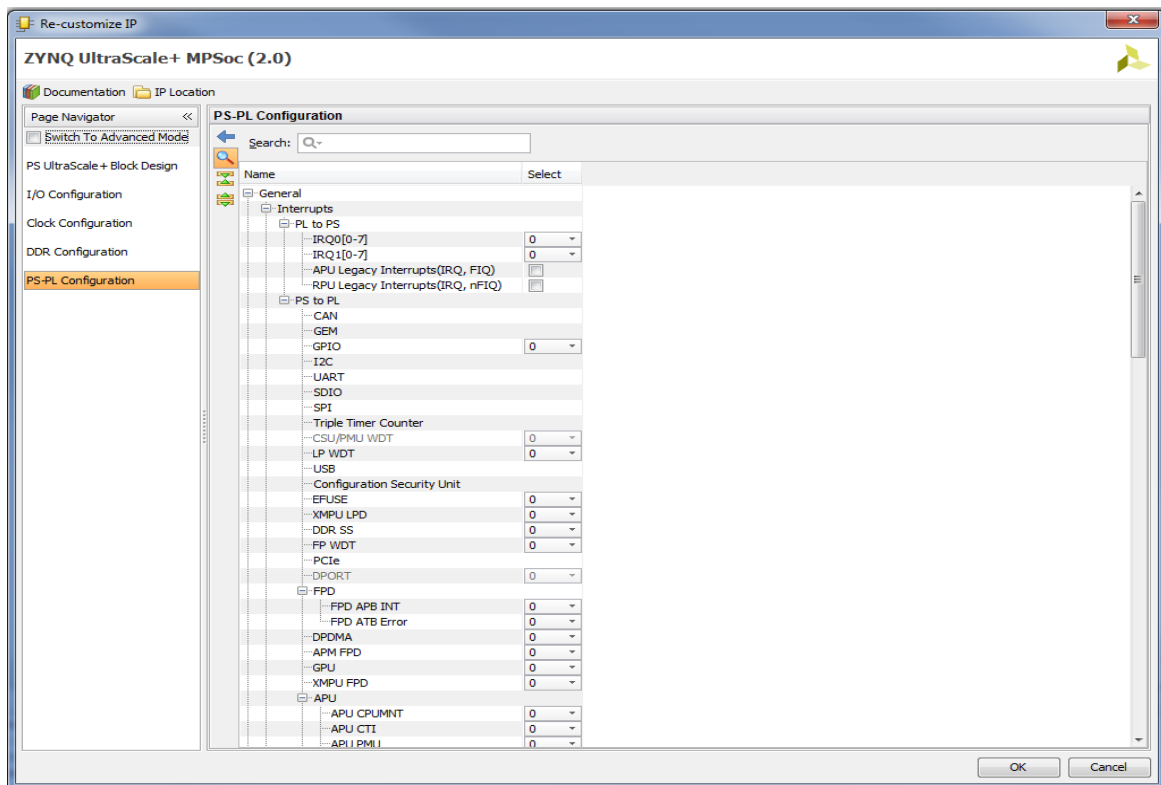 Re-customize IP
ZYNQ UltraScale+ MPSoc (2.0)
Documentation IP Location
Page Navigator «
Switch To Advanced Mode
PS UltraScale+ Block Design
I/O Configuration
Clock Configuration
DDR Configuration
PS-PL Configuration
PS-PL Configuration
Search:
Name Select
General
Interrupts
PL to PS
IRQ0[0-7] 0
IRQ1[0-7] 0
APU Legacy Interrupts(IRQ, FIQ)
RPU Legacy Interrupts(IRQ, nFIQ)
PS to PL
CAN
GEM
GPIO 0
I2C
UART
SDIO
SPI
Triple Timer Counter
CSU/PMU WDT 0
LP WDT 0
USB
Configuration Security Unit
EFUSE 0
XMPU LPD 0
DDR SS 0
FP WDT 0
PCIe
DPORT 0
FPD
FPD APB INT 0
FPD ATB Error 0
DPDMA 0
APM FPD 0
GPU 0
XMPU FPD 0
APU
APU CPUMNT 0
APU CTI 0
APU PMU 0
OK Cancel